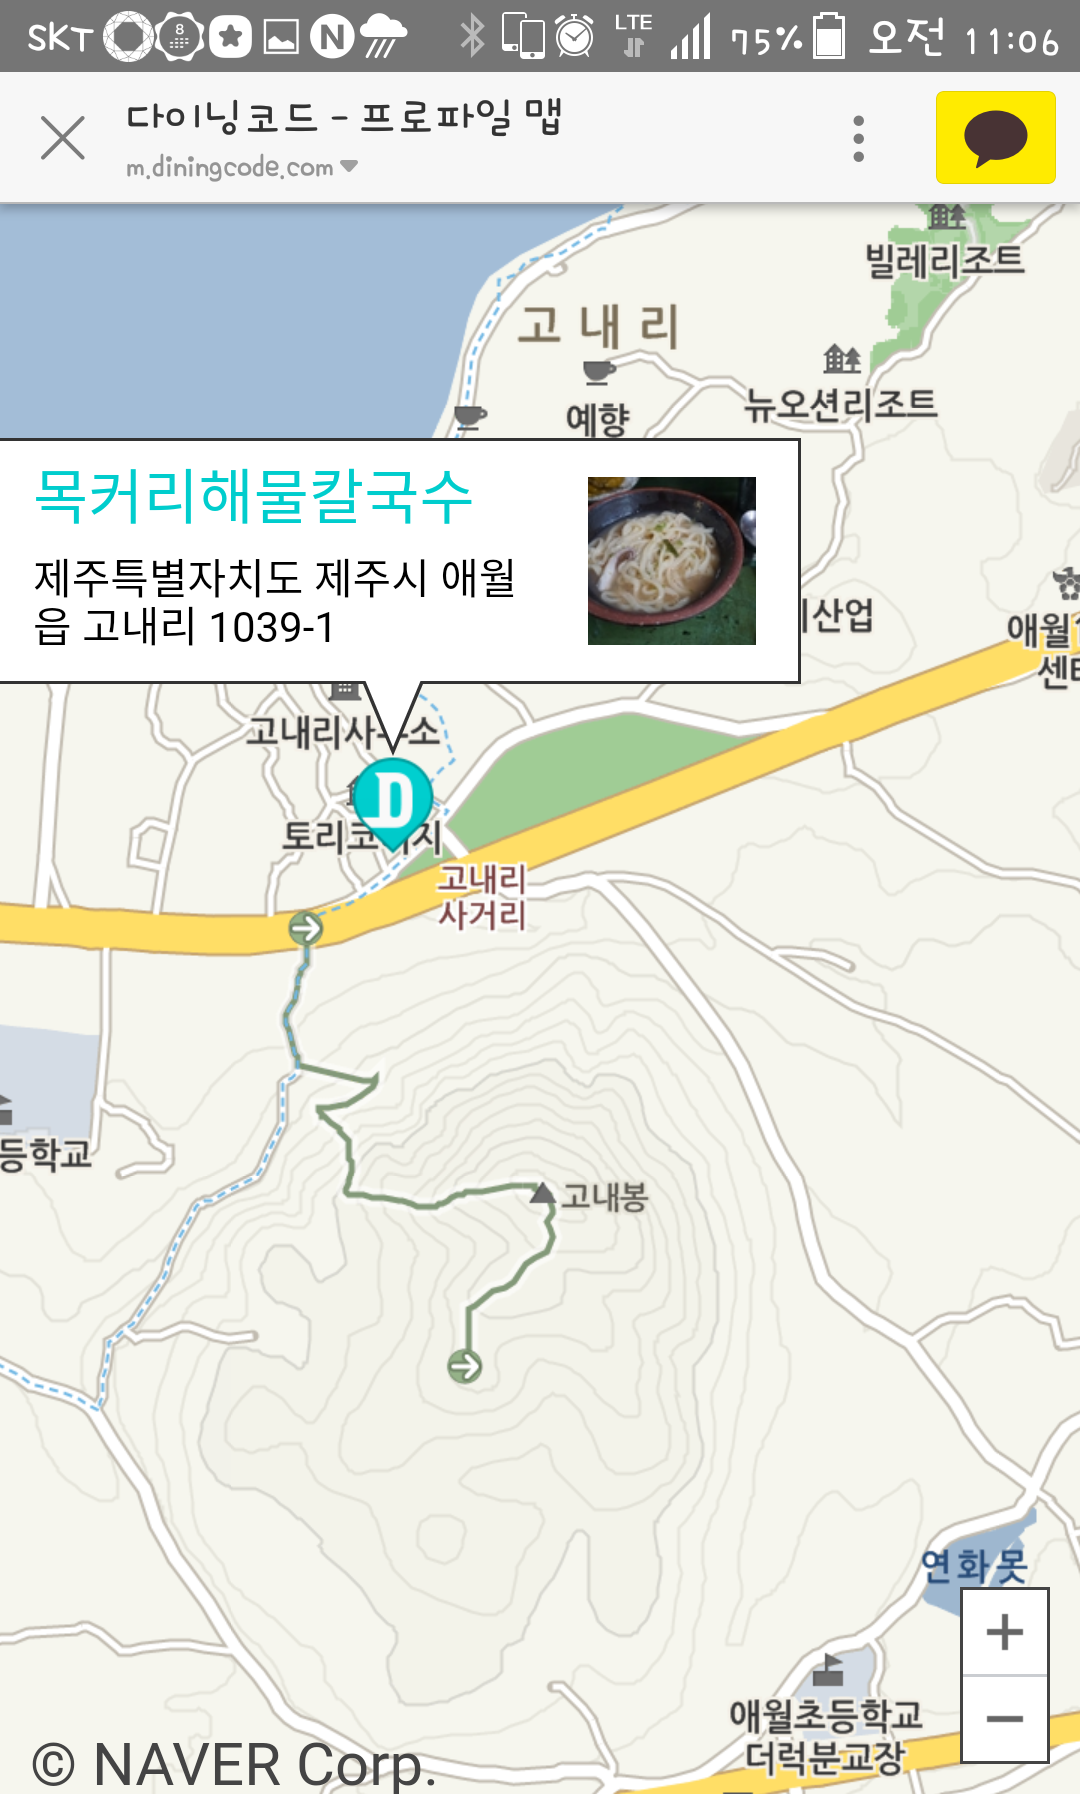 SKT 8 N LTE 75% 오전 11:06
다이닝코드 - 프로파일 맵
m.diningcode.com
빌레리조트
고내리
뉴오션리조트
예향
목커리해물칼국수
제주특별자치도 제주시 애월
읍 고내리 1039-1
산업
애월
센터
고내리사
소
D
토리코
지
고내리
사거리
등학교
고내봉
연화못
애월초등학교
더럭분교장
+
−
© NAVER Corp.